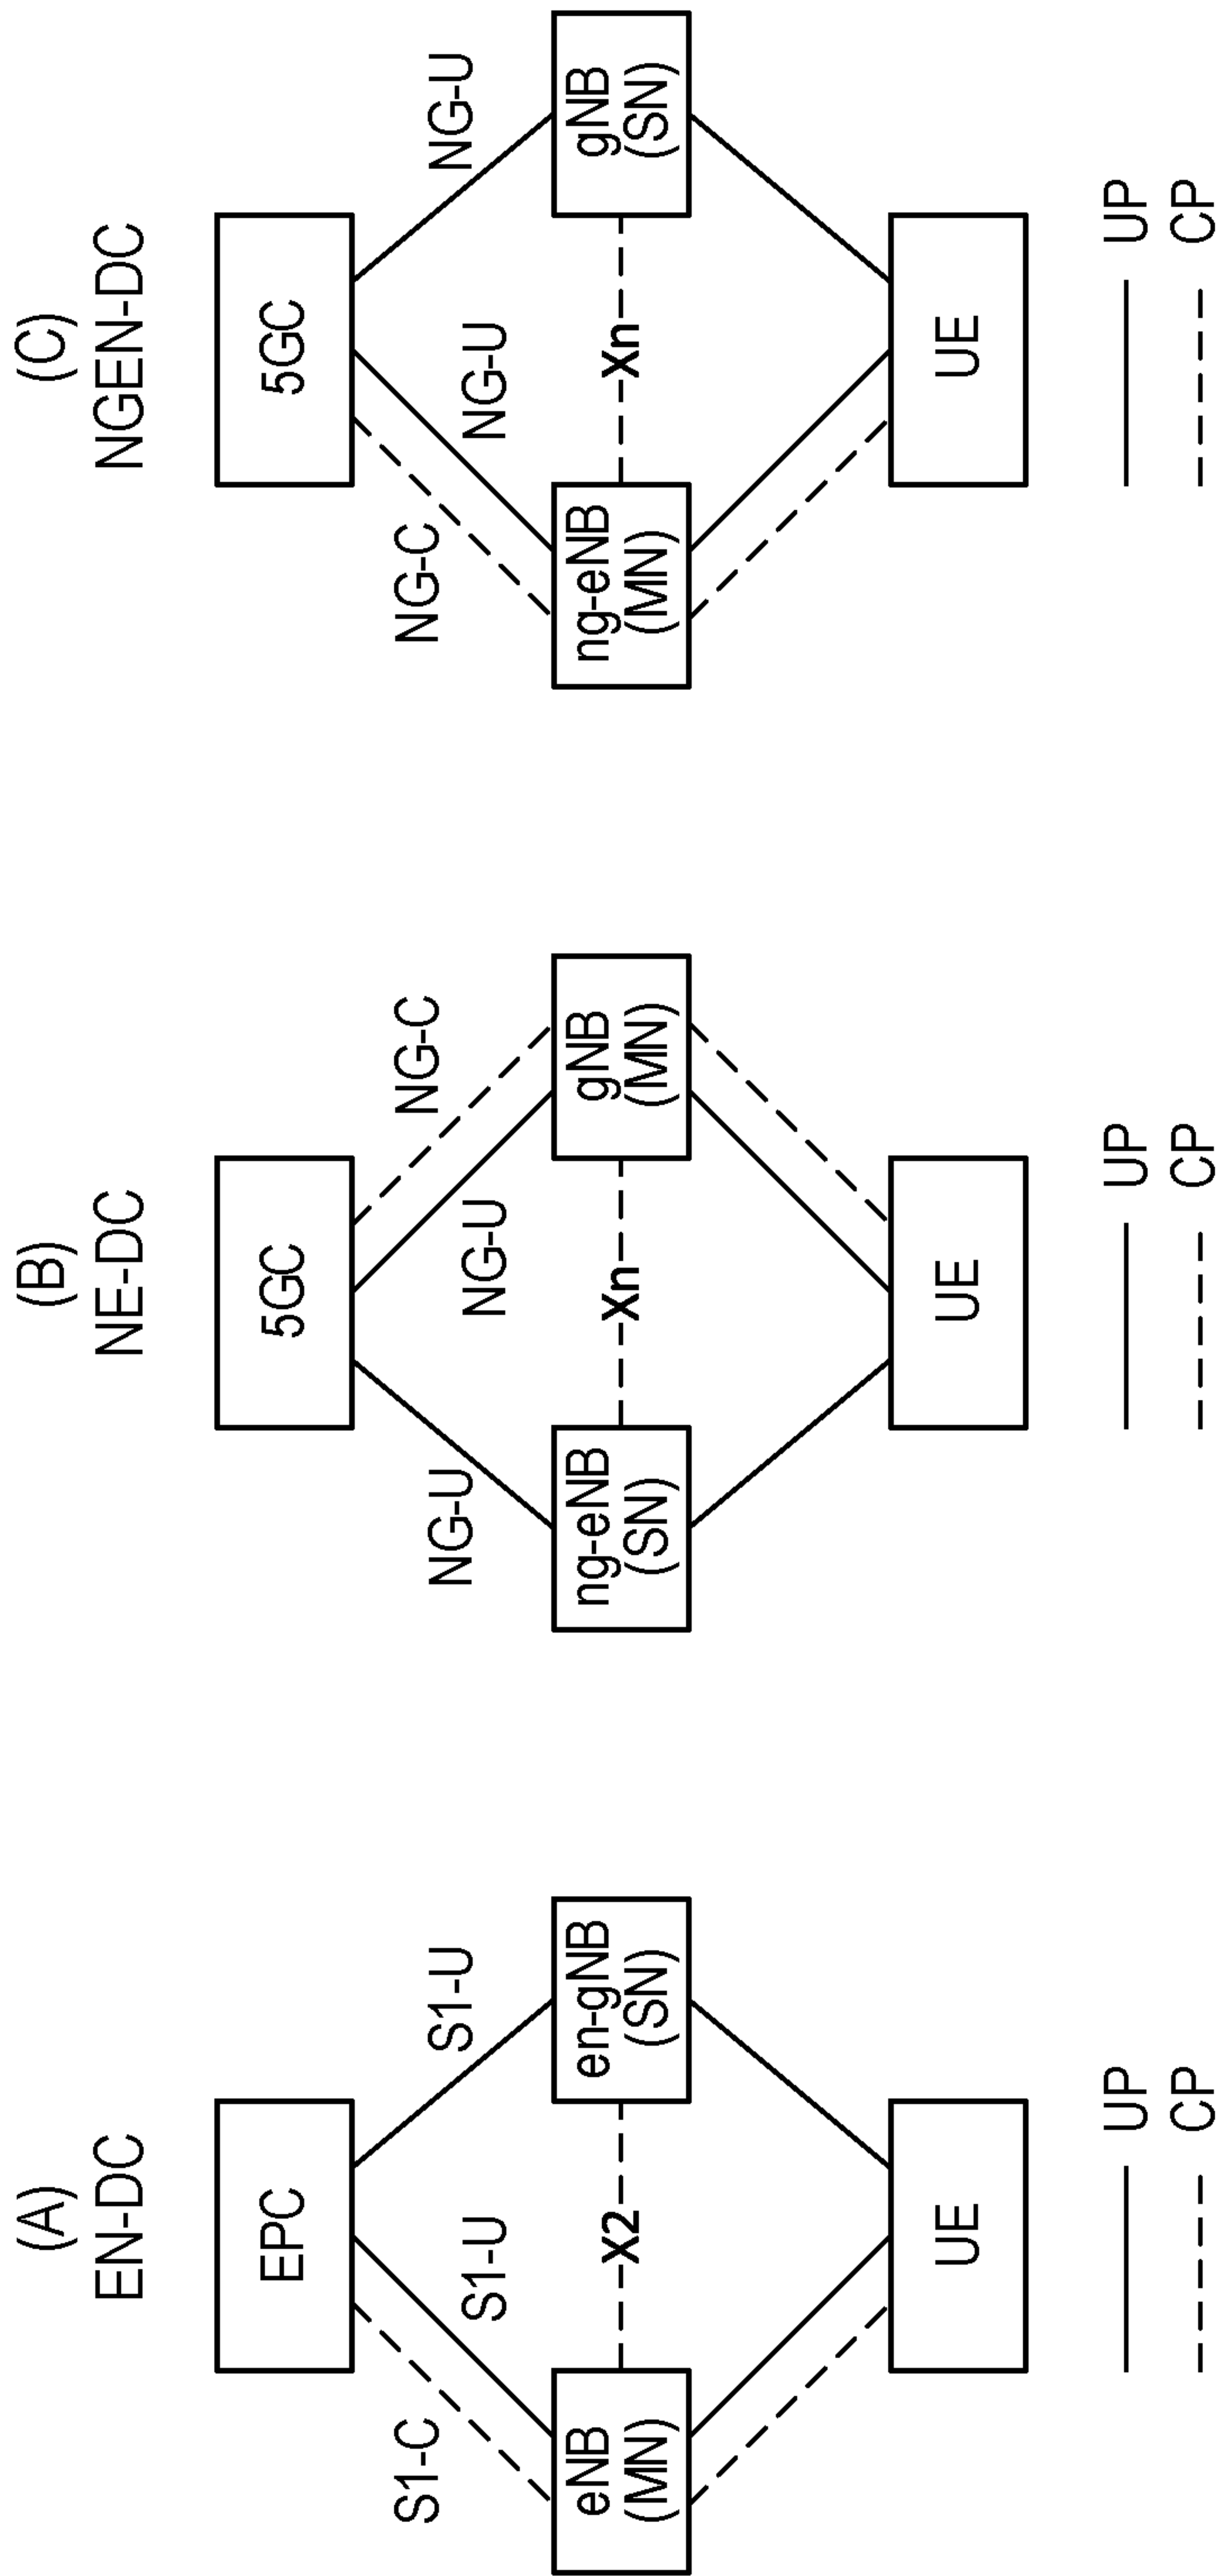 (A)
EN-DC
EPC
S1-C
S1-U
S1-U
eNB
(MN)
X2
en-gNB
(SN)
UE
UP
CP
(B)
NE-DC
5GC
NG-U
NG-U
NG-C
ng-eNB
(SN)
Xn
gNB
(MN)
UE
UP
CP
(C)
NGEN-DC
5GC
NG-C
NG-U
NG-U
ng-eNB
(MN)
Xn
gNB
(SN)
UE
UP
CP